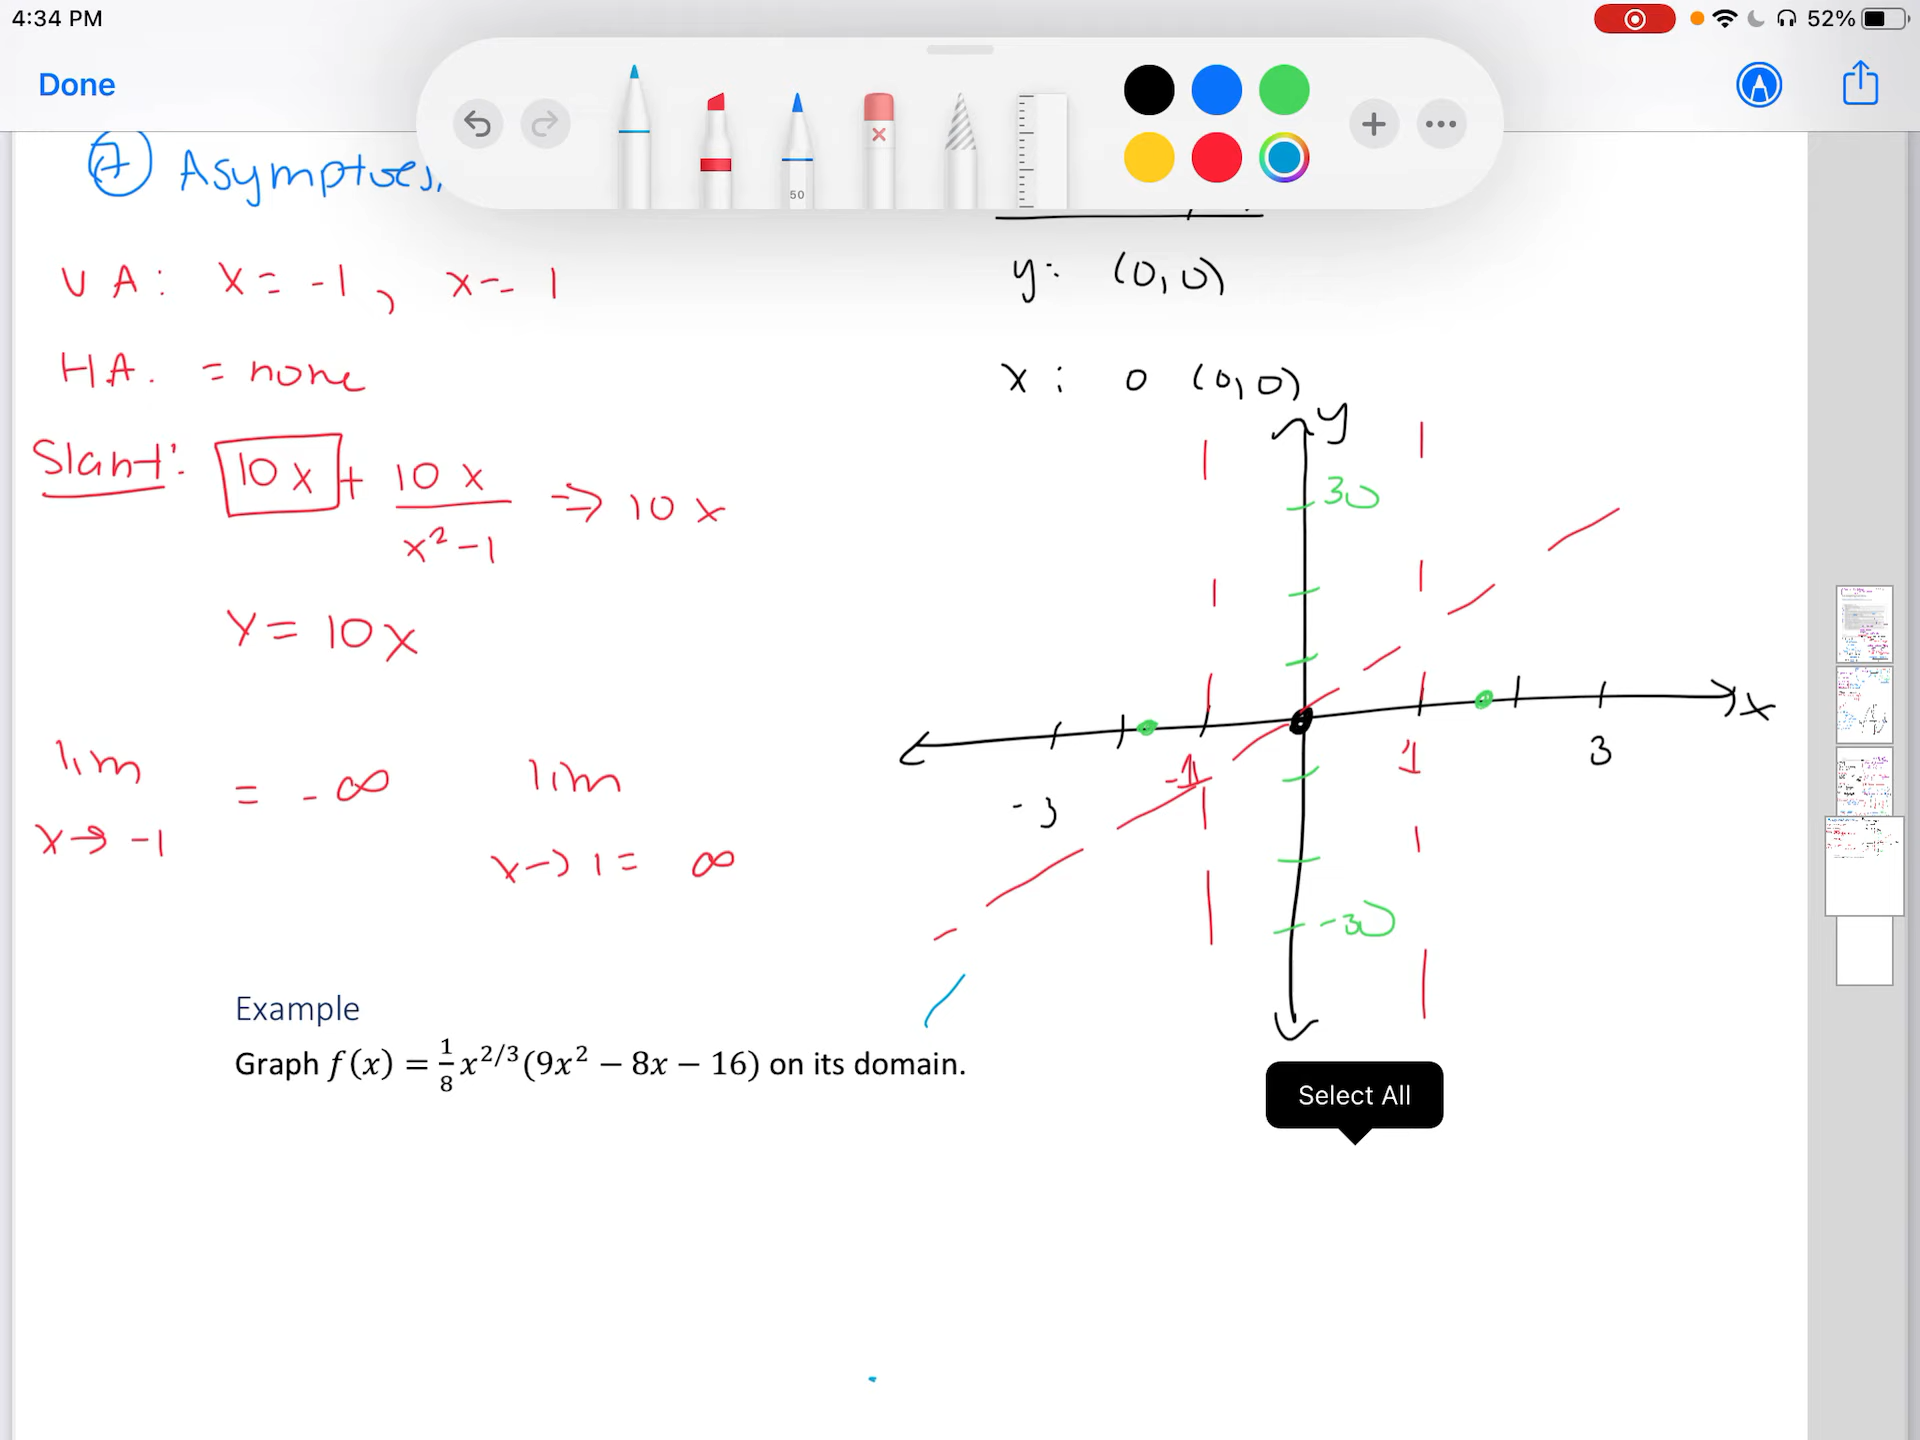 4:34 PM
52%
Done
50
⑦ Asymptotes.
VA: x = -1, x = 1
HA. = none
Slant: 10x + 10x / x² - 1 ⇒ 10x
y = 10x
lim x→ -1 = - ∞
lim x→ 1 = ∞
y: (0,0)
x: 0 (0,0)
y
30
x
-1
1
3
-3
-30
Example
Graph f(x) = 1/8 x^2/3(9x² − 8x − 16) on its domain.
Select All